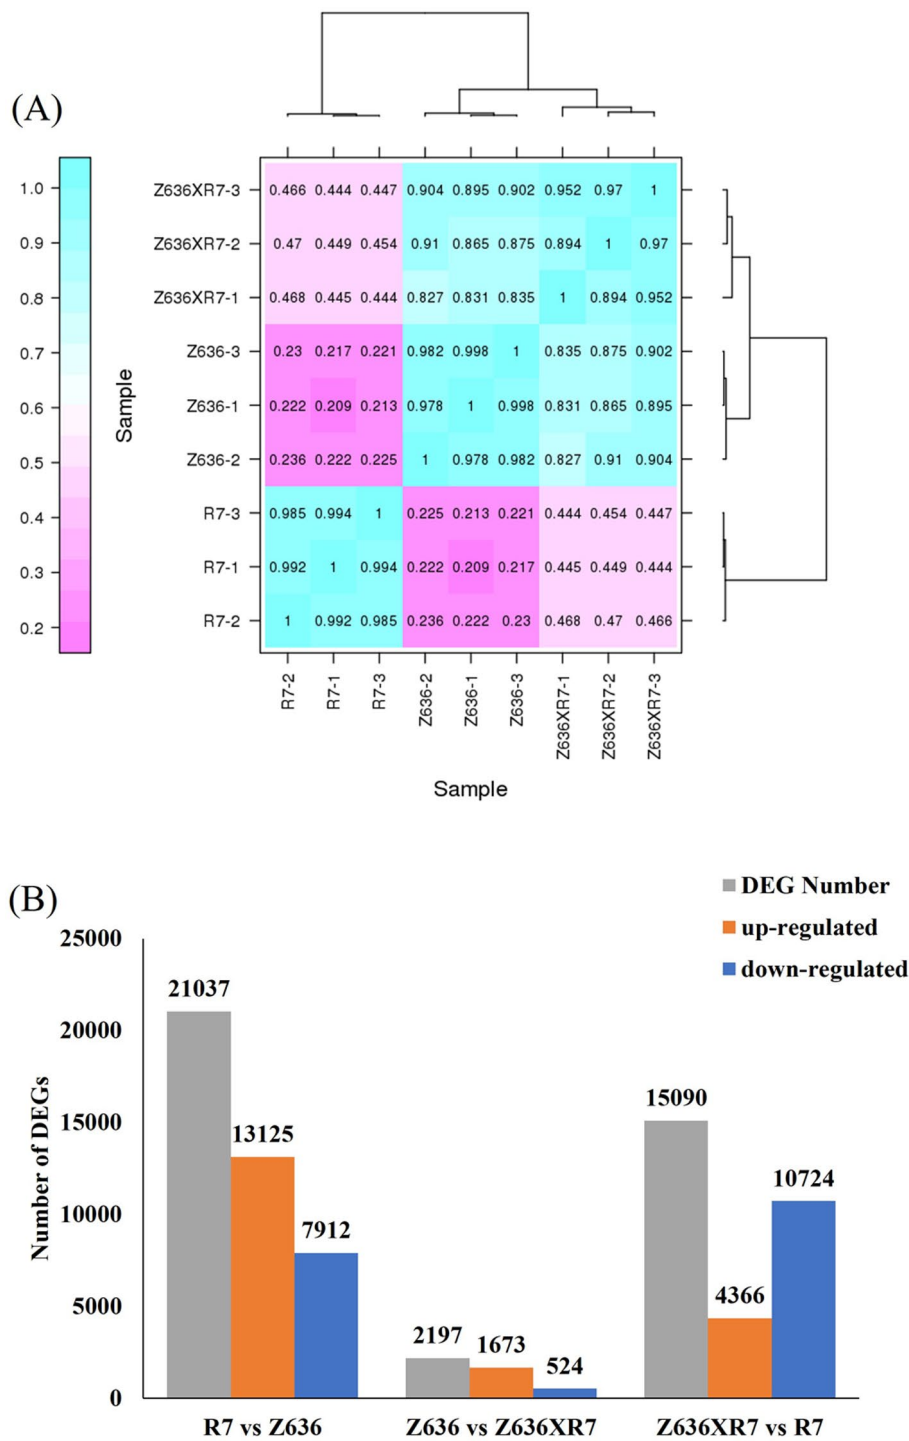 (A)
1.0
0.9
0.8
0.7
0.6
0.5
0.4
0.3
0.2
Sample
Z636XR7-3 0.466 0.444 0.447 0.904 0.895 0.902 0.952 0.97 1
Z636XR7-2 0.47 0.449 0.454 0.91 0.865 0.875 0.894 1 0.97
Z636XR7-1 0.468 0.445 0.444 0.827 0.831 0.835 1 0.894 0.952
Z636-3 0.23 0.217 0.221 0.982 0.998 1 0.835 0.875 0.902
Z636-1 0.222 0.209 0.213 0.978 1 0.998 0.831 0.865 0.895
Z636-2 0.236 0.222 0.225 1 0.978 0.982 0.827 0.91 0.904
R7-3 0.985 0.994 1 0.225 0.213 0.221 0.444 0.454 0.447
R7-1 0.992 1 0.994 0.222 0.209 0.217 0.445 0.449 0.444
R7-2 1 0.992 0.985 0.236 0.222 0.23 0.468 0.47 0.466
R7-2 R7-1 R7-3 Z636-2 Z636-1 Z636-3 Z636XR7-1 Z636XR7-2 Z636XR7-3
Sample
(B)
DEG Number
up-regulated
down-regulated
Number of DEGs
25000
20000
15000
10000
5000
0
21037 13125 7912
2197 1673 524
15090 4366 10724
R7 vs Z636 Z636 vs Z636XR7 Z636XR7 vs R7